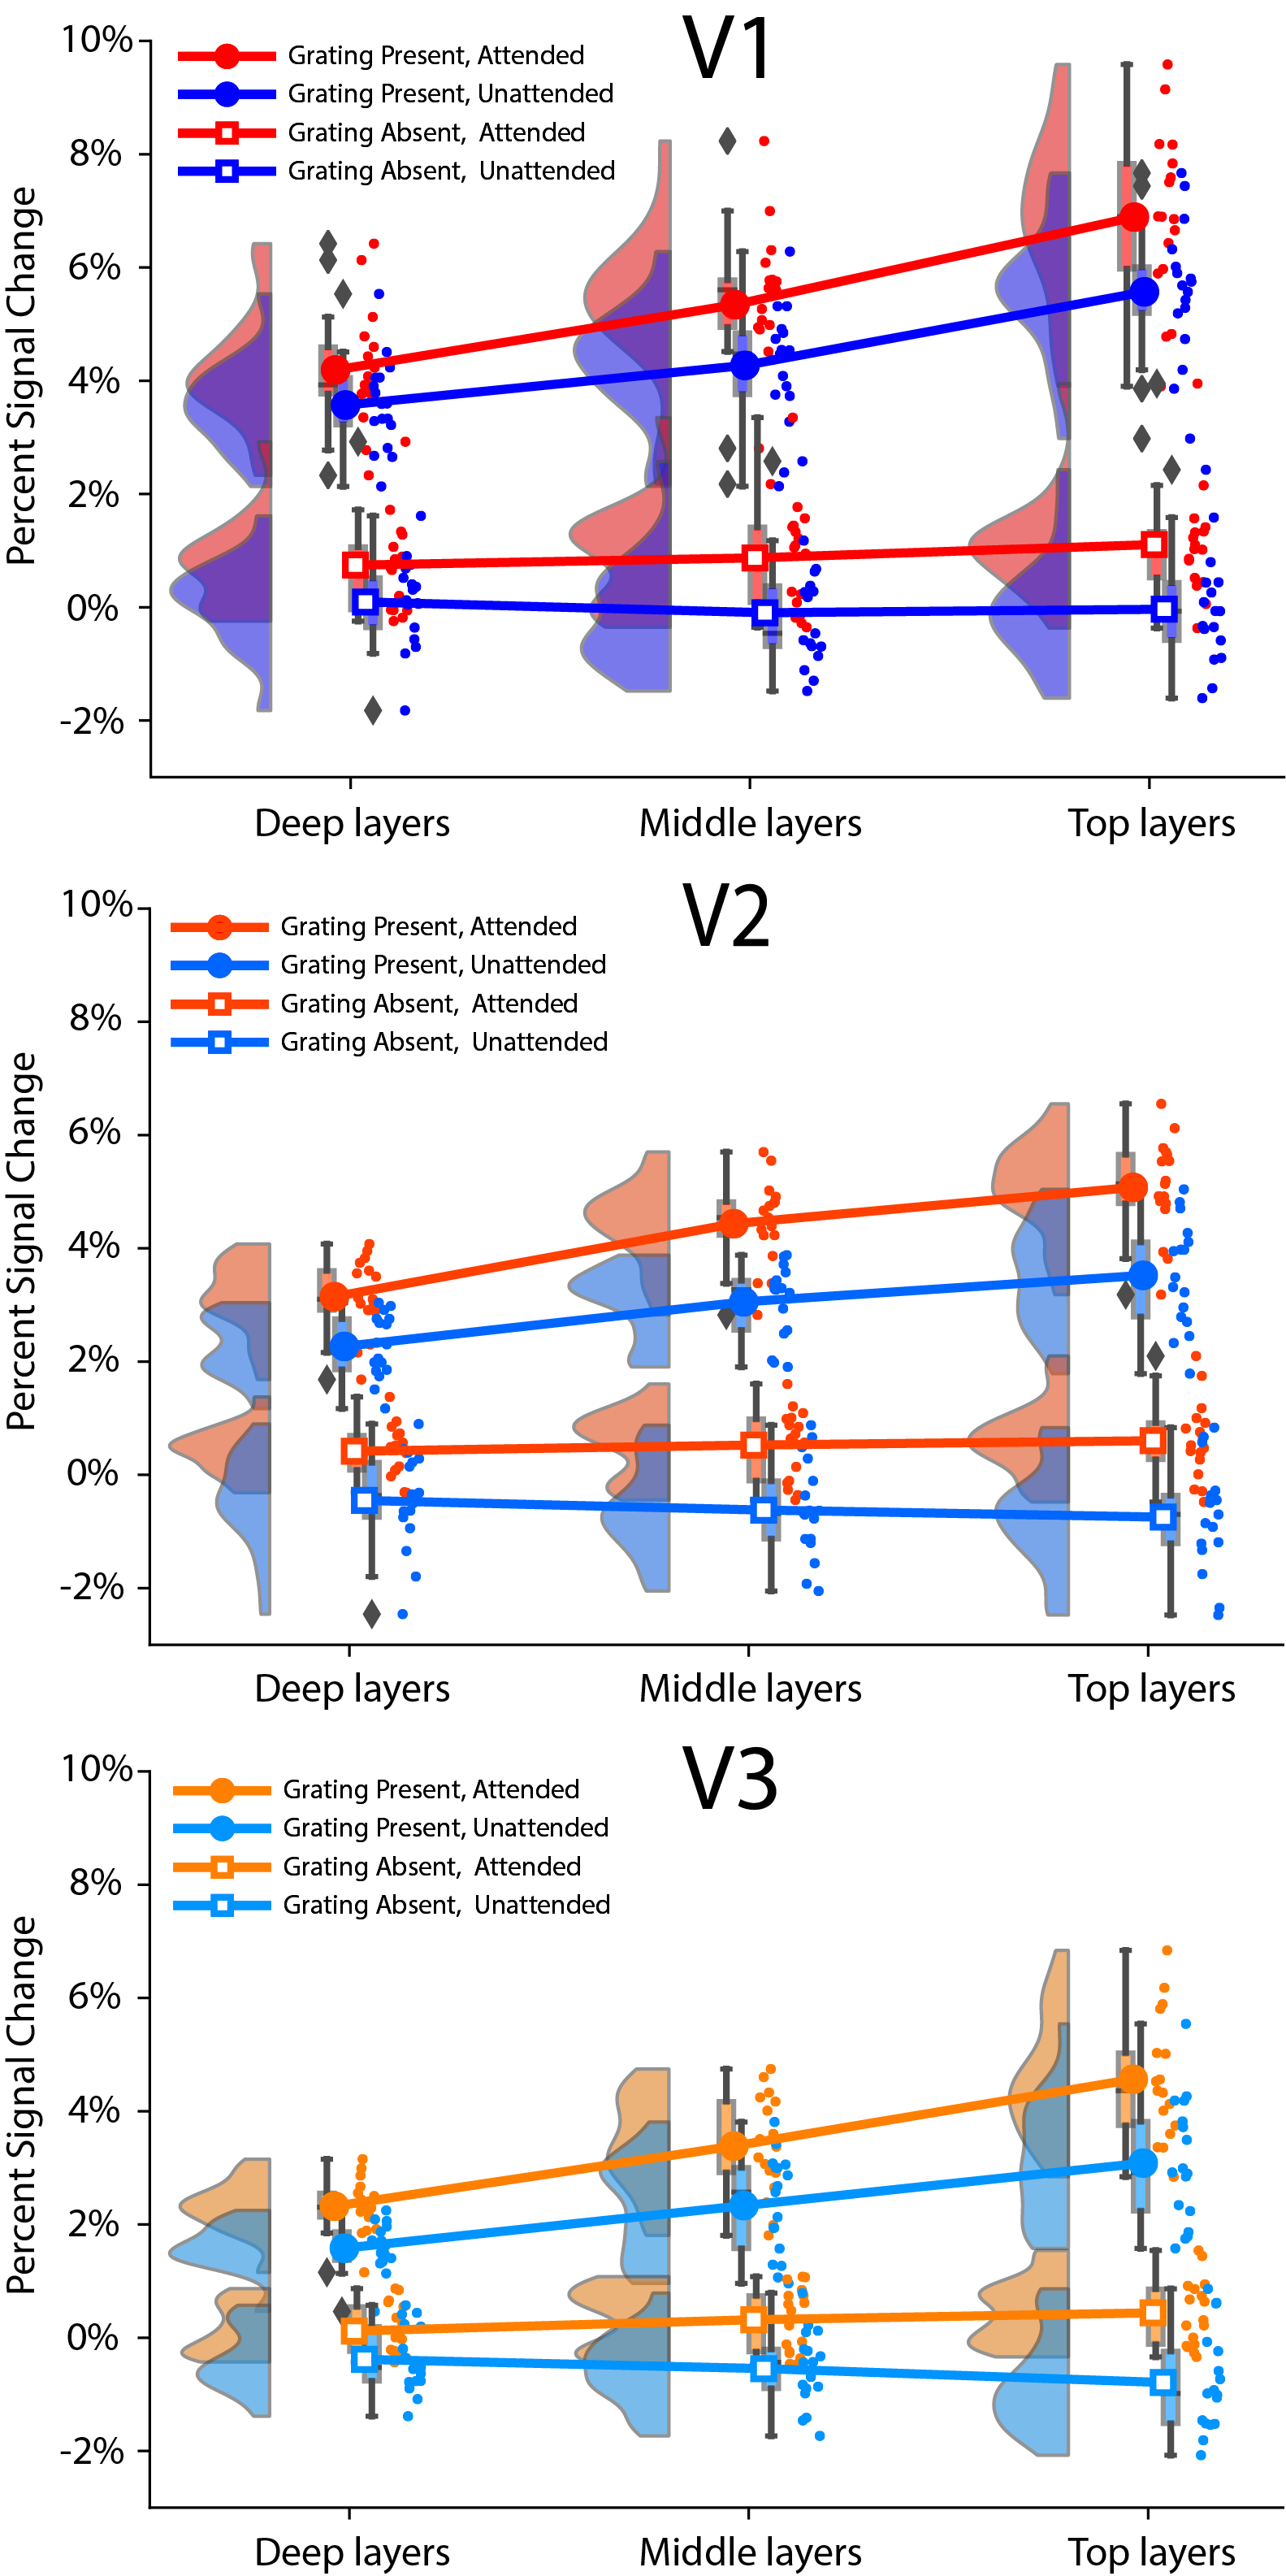 V1
10%
8%
6%
4%
2%
0%
-2%
Percent Signal Change
Grating Present, Attended
Grating Present, Unattended
Grating Absent, Attended
Grating Absent, Unattended
Deep layers Middle layers Top layers
V2
10%
8%
6%
4%
2%
0%
-2%
Percent Signal Change
Grating Present, Attended
Grating Present, Unattended
Grating Absent, Attended
Grating Absent, Unattended
Deep layers Middle layers Top layers
V3
10%
8%
6%
4%
2%
0%
-2%
Percent Signal Change
Grating Present, Attended
Grating Present, Unattended
Grating Absent, Attended
Grating Absent, Unattended
Deep layers Middle layers Top layers